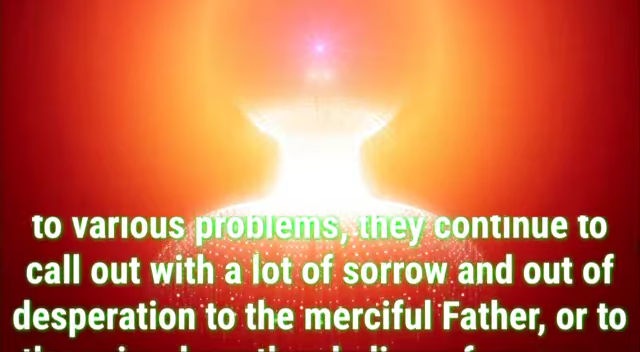 to various problems, they continue to
call out with a lot of sorrow and out of
desperation to the merciful Father, or to